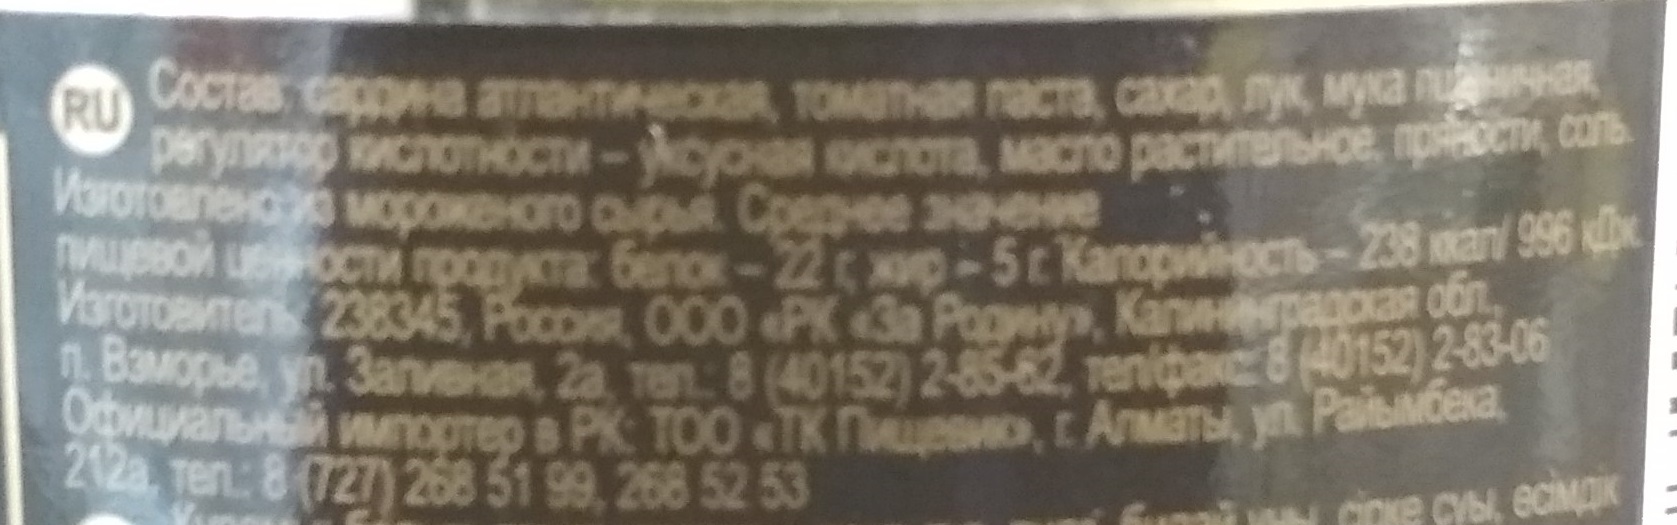 RU Состав: сардина атлантическая, томатная паста, сахар, лук, мука пшеничная,
регулятор кислотности – уксусная кислота, масло растительное, пряности, соль.
Изготовлено из мороженого сырья. Среднее значение
пищевой ценности продукта: белок – 22 г, жир – 5 г. Калорийность – 238 ккал/ 996 кДж.
Изготовитель: 238345, Россия, ООО «РК «За Родину», Калининградская обл.,
п. Взморье, ул. Заливная, 2а, тел.: 8 (40152) 2-85-62, тел/факс: 8 (40152) 2-83-06
Официальный импортер в РК: ТОО «ТК Пищевик», г. Алматы, ул. Райымбека,
212а, тел.: 8 (727) 268 51 99, 268 52 53
сірке суы, өсімдік